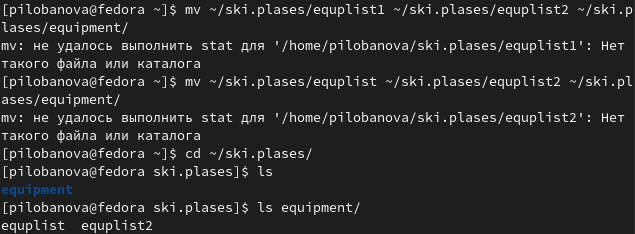 [pilobanova@fedora ~]$ mv ~/ski.plases/equplist1 ~/ski.plases/equplist2 ~/ski.p
lases/equipment/
mv: не удалось выполнить stat для '/home/pilobanova/ski.plases/equplist1': Нет
такого файла или каталога
[pilobanova@fedora ~]$ mv ~/ski.plases/equplist ~/ski.plases/equplist2 ~/ski.pl
ases/equipment/
mv: не удалось выполнить stat для '/home/pilobanova/ski.plases/equplist2': Нет
такого файла или каталога
[pilobanova@fedora ~]$ cd ~/ski.plases/
[pilobanova@fedora ski.plases]$ ls
equipment
[pilobanova@fedora ski.plases]$ ls equipment/
equplist  equplist2